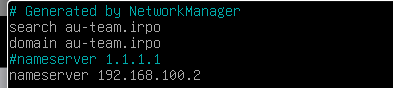 # Generated by NetworkManager
search au-team.irpo
domain au-team.irpo
#nameserver 1.1.1.1
nameserver 192.168.100.2